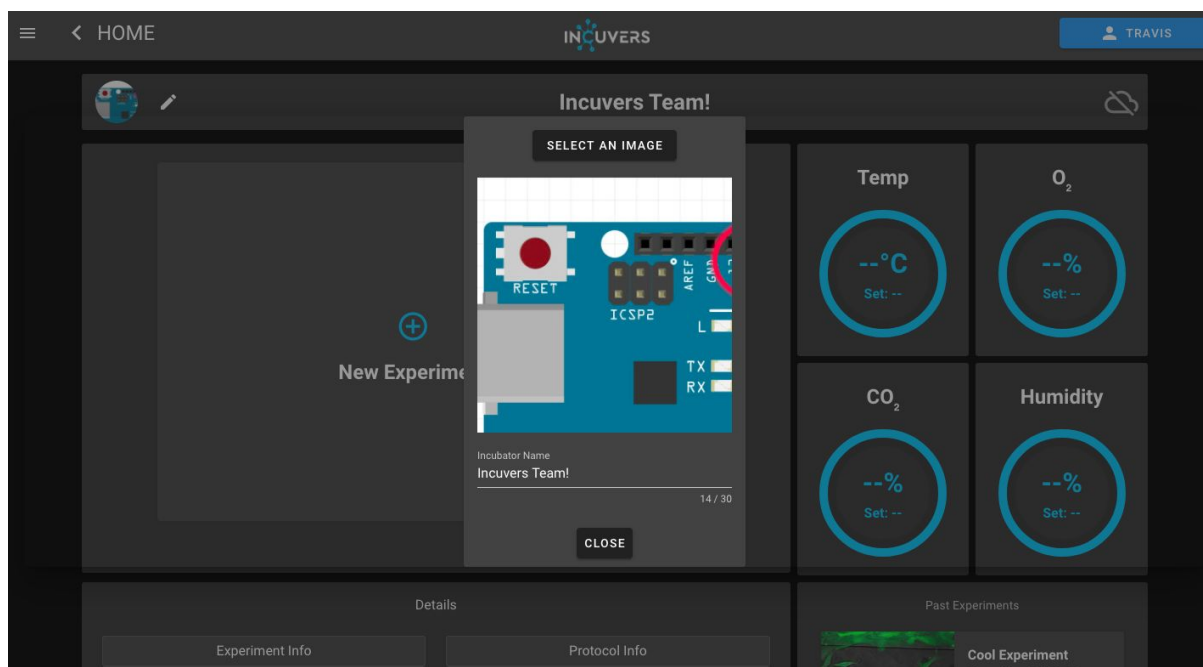 HOME
INCUVERS
TRAVIS
Incuvers Team!
SELECT AN IMAGE
RESET
ICSP2
AREF
GND
L
TX
RX
Incubator Name
Incuvers Team!
14 / 30
CLOSE
New Experime
Temp
--°C
Set: --
O2
--%
Set: --
CO2
--%
Set: --
Humidity
--%
Set: --
Details
Experiment Info
Protocol Info
Past Experiments
Cool Experiment